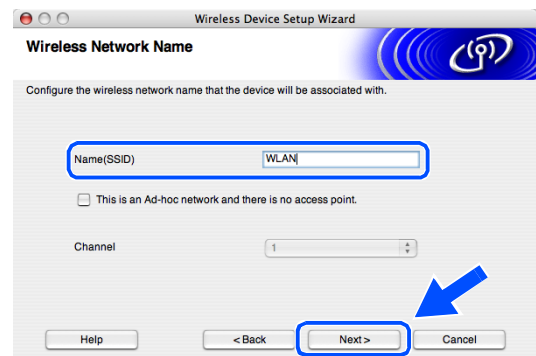 Wireless Device Setup Wizard
Wireless Network Name
Configure the wireless network name that the device will be associated with.
Name(SSID) WLAN
This is an Ad-hoc network and there is no access point.
Channel 1
Help < Back Next > Cancel